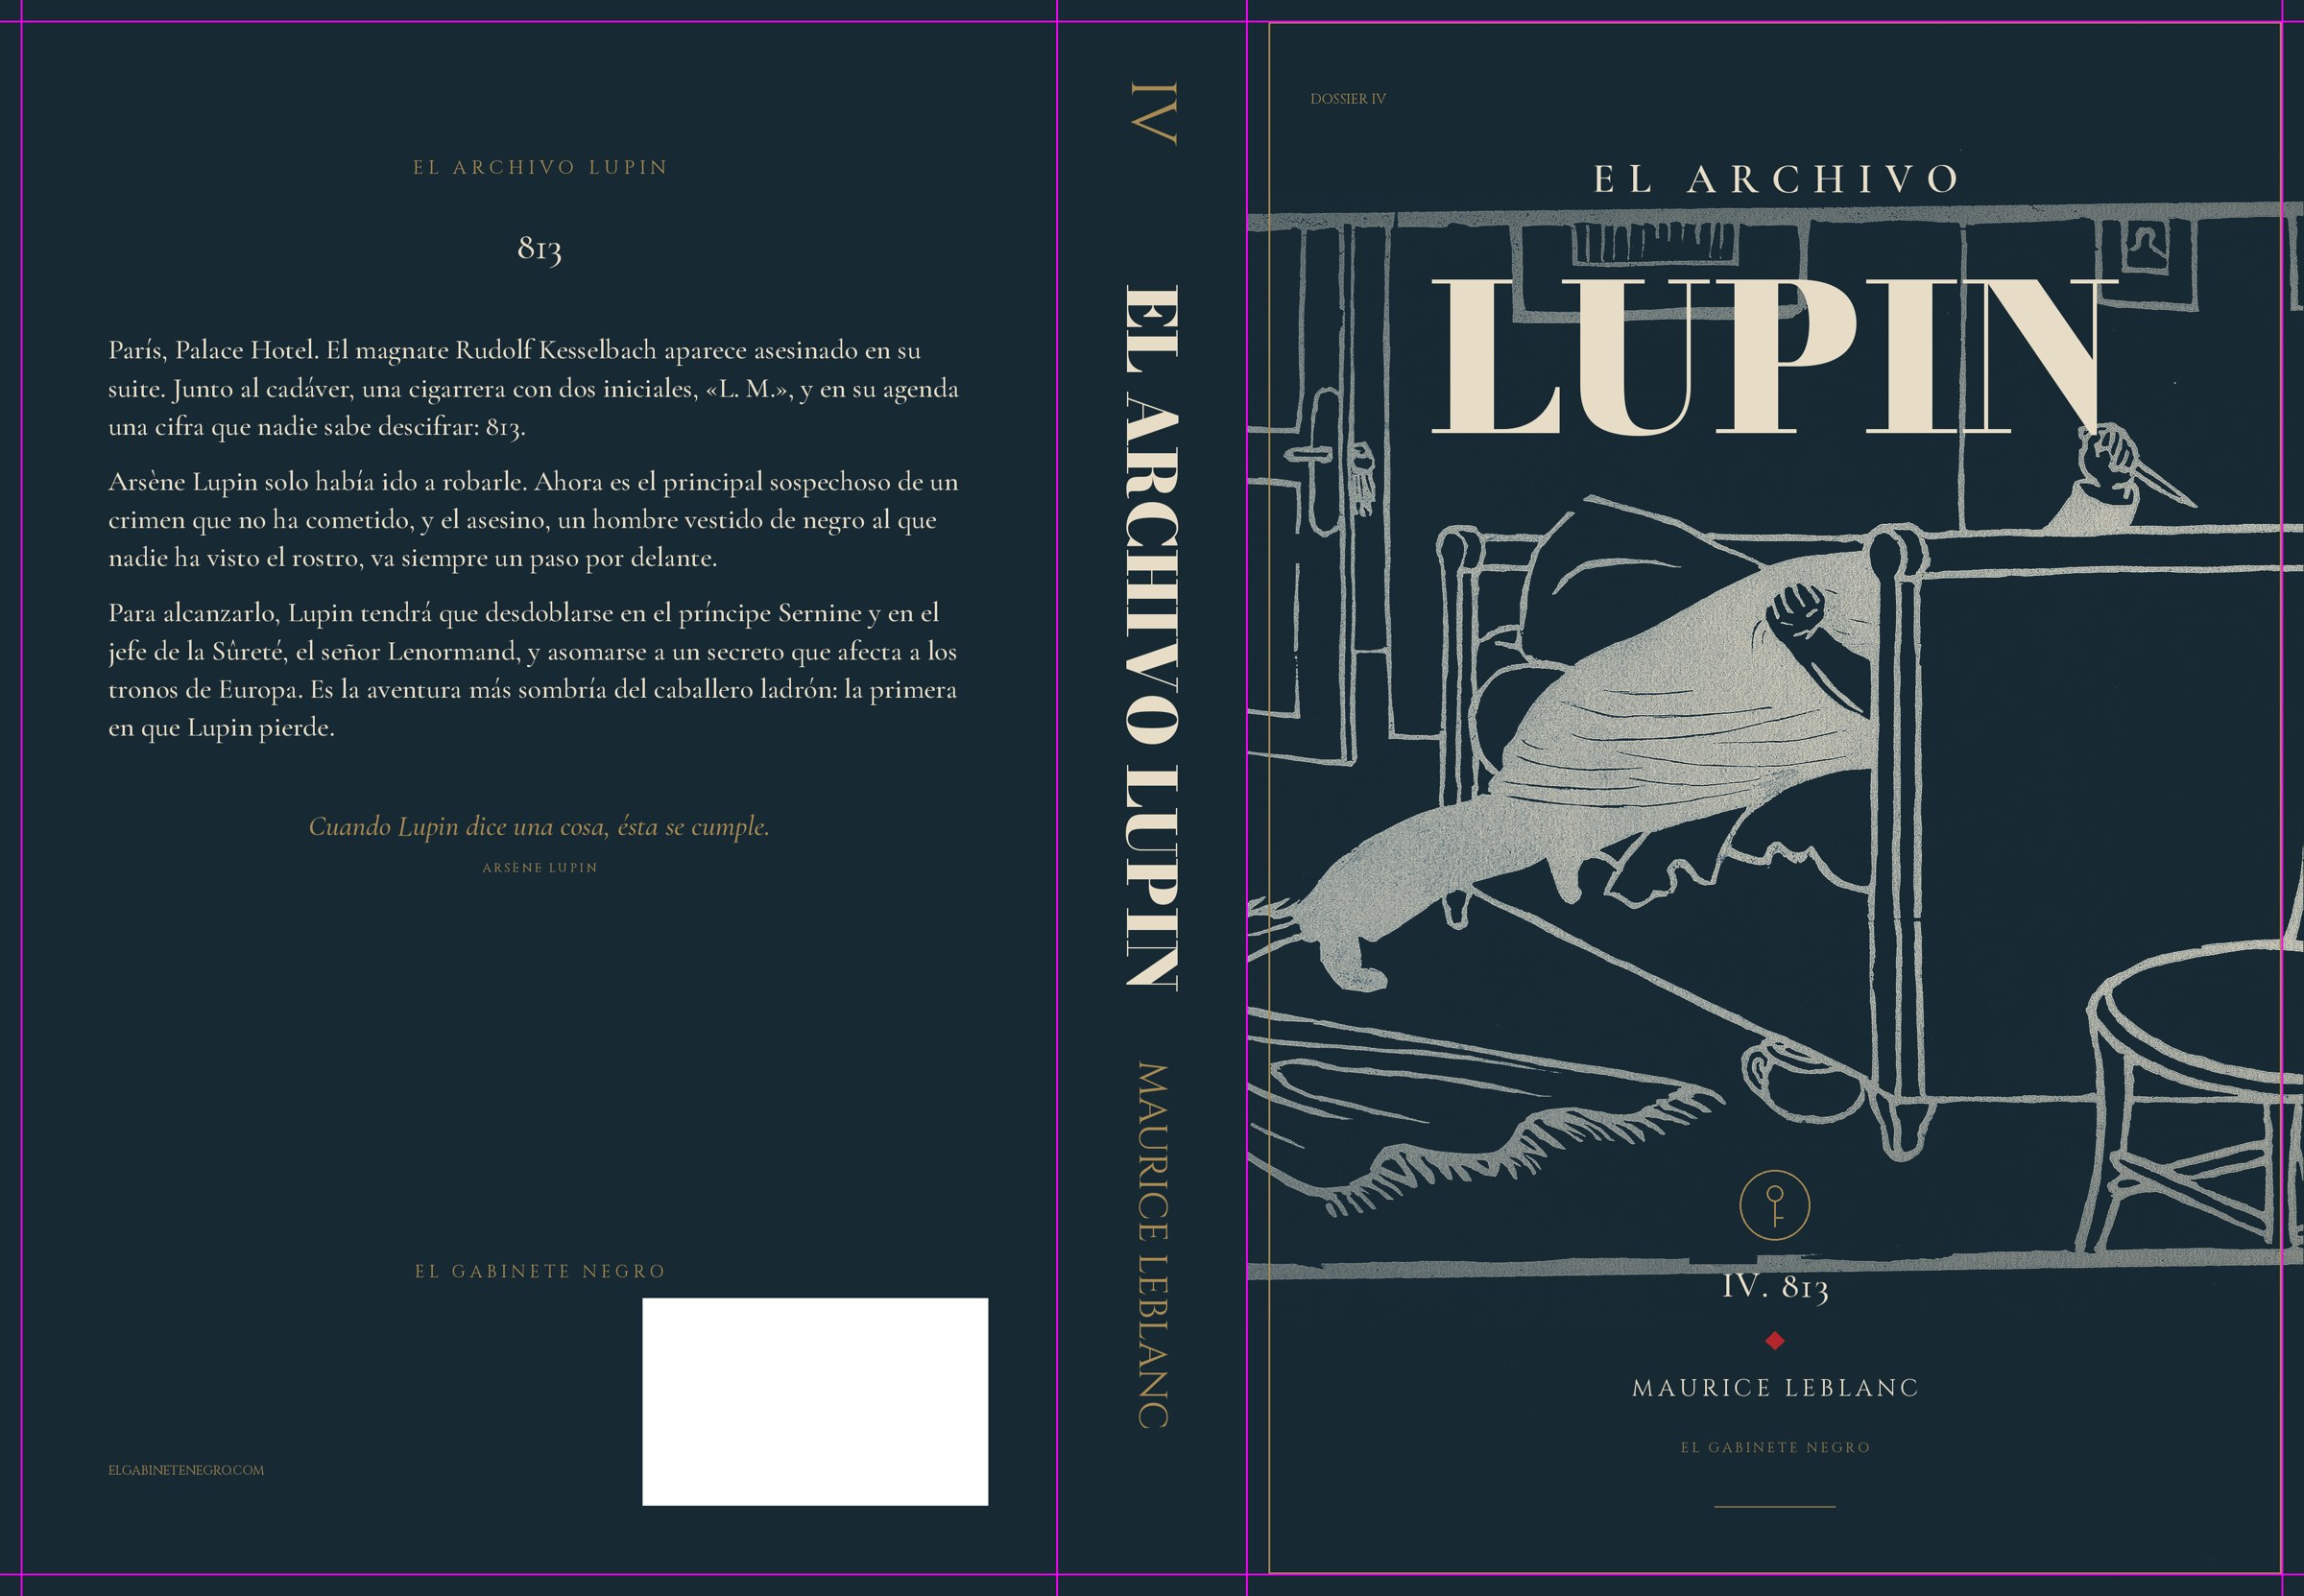 EL ARCHIVO LUPIN
813
París, Palace Hotel. El magnate Rudolf Kesselbach aparece asesinado en su
suite. Junto al cadáver, una cigarrera con dos iniciales, «L. M.», y en su agenda
una cifra que nadie sabe descifrar: 813.
Arsène Lupin solo había ido a robarle. Ahora es el principal sospechoso de un
crimen que no ha cometido, y el asesino, un hombre vestido de negro al que
nadie ha visto el rostro, va siempre un paso por delante.
Para alcanzarlo, Lupin tendrá que desdoblarse en el príncipe Sernine y en el
jefe de la Sûreté, el señor Lenormand, y asomarse a un secreto que afecta a los
tronos de Europa. Es la aventura más sombría del caballero ladrón: la primera
en que Lupin pierde.
Cuando Lupin dice una cosa, ésta se cumple.
ARSÈNE LUPIN
EL GABINETE NEGRO
ELGABINETENEGRO.COM
IV
EL ARCHIVO LUPIN
MAURICE LEBLANC
DOSSIER IV
EL ARCHIVO
LUPIN
IV. 813
MAURICE LEBLANC
EL GABINETE NEGRO